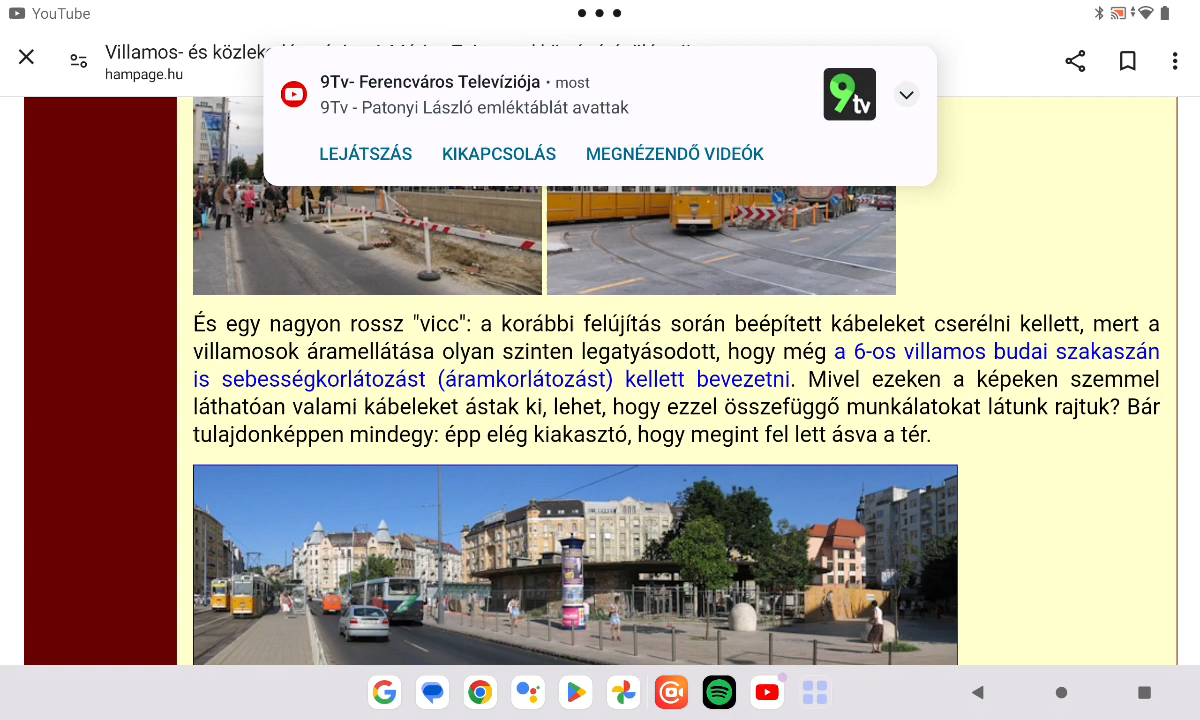 YouTube
Villamos- és közleke
hampage.hu
9Tv- Ferencváros Televíziója • most
9Tv - Patonyi László emléktáblát avattak
9tv
LEJÁTSZÁS KIKAPCSOLÁS MEGNÉZENDŐ VIDEÓK
És egy nagyon rossz "vicc": a korábbi felújítás során beépített kábeleket cserélni kellett, mert a
villamosok áramellátása olyan szinten legatyásodott, hogy még a 6-os villamos budai szakaszán
is sebességkorlátozást (áramkorlátozást) kellett bevezetni. Mivel ezeken a képeken szemmel
láthatóan valami kábeleket ástak ki, lehet, hogy ezzel összefüggő munkálatokat látunk rajtuk? Bár
tulajdonképpen mindegy: épp elég kiakasztó, hogy megint fel lett ásva a tér.